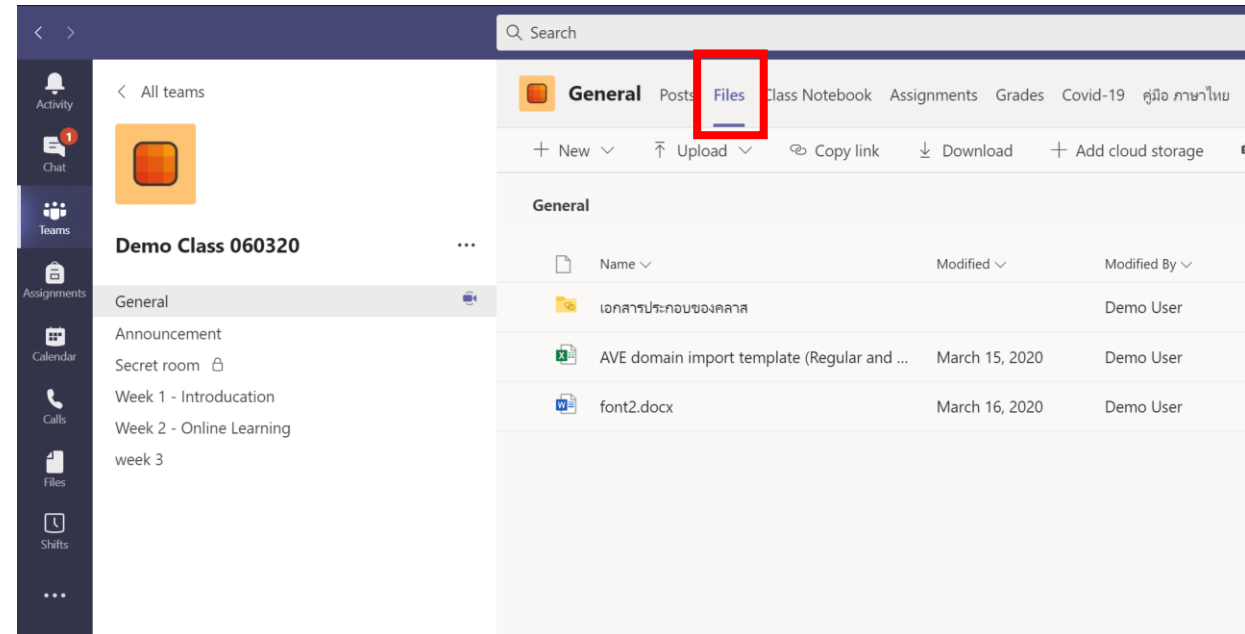 Search
Activity
1
Chat
Teams
Assignments
Calendar
Calls
Files
Shifts
All teams
Demo Class 060320
General
Announcement
Secret room
Week 1 - Introducation
Week 2 - Online Learning
week 3
General Posts Files Class Notebook Assignments Grades Covid-19 คู่มือ ภาษาไทย
New Upload Copy link Download Add cloud storage
General
Name Modified Modified By
เอกสารประกอบของคลาส Demo User
AVE domain import template (Regular and ... March 15, 2020 Demo User
font2.docx March 16, 2020 Demo User